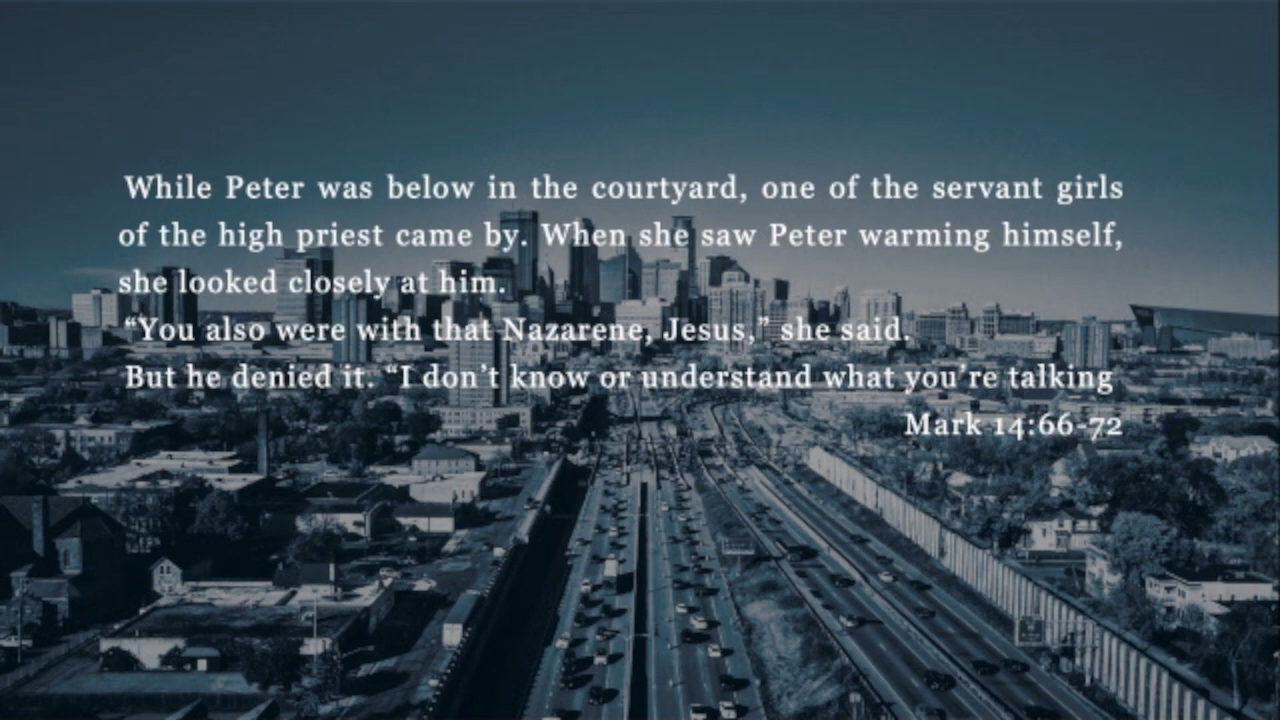 While Peter was below in the courtyard, one of the servant girls
of the high priest came by. When she saw Peter warming himself,
she looked closely at him.
“You also were with that Nazarene, Jesus,” she said.
But he denied it. “I don’t know or understand what you’re talking
Mark 14:66-72